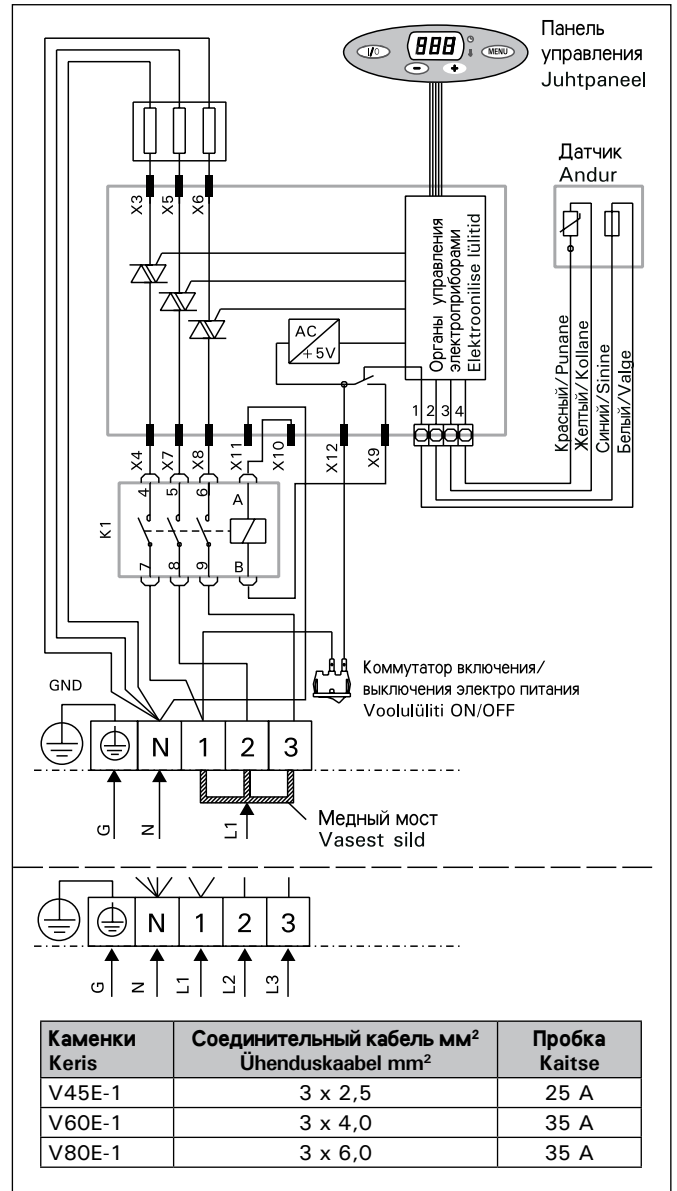 Панель
управления
Juhtpaneel
I/O
888
MENU
−
+
Датчик
Andur
X3
X5
X6
Органы управления
электроприборами
Elektroonilise lülitid
AC
+5V
1 2 3 4
Красный/Punane
Желтый/Kollane
Синий/Sinine
Белый/Valge
X4
X7
X8
X11
X10
X12
X9
K1
4 5 6 A
7 8 9 B
Коммутатор включения/
выключения электро питания
Voolulüliti ON/OFF
GND
N 1 2 3
G
N
L1
Медный мост
Vasest sild
N 1 2 3
G
N
L1
L2
L3
Каменки Соединительный кабель мм² Пробка
Keris Ühenduskaabel mm² Kaitse
V45E-1 3 x 2,5 25 A
V60E-1 3 x 4,0 35 A
V80E-1 3 x 6,0 35 A